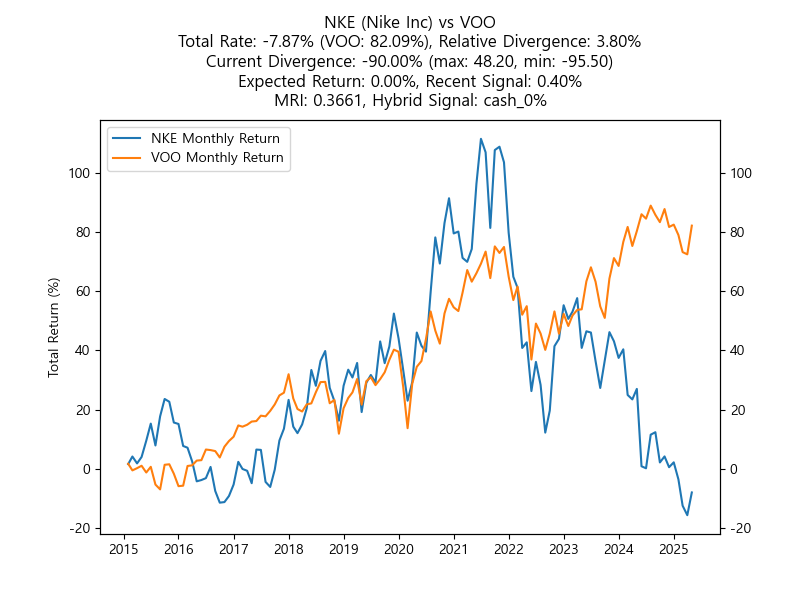 NKE (Nike Inc) vs VOO
Total Rate: -7.87% (VOO: 82.09%), Relative Divergence: 3.80%
Current Divergence: -90.00% (max: 48.20, min: -95.50)
Expected Return: 0.00%, Recent Signal: 0.40%
MRI: 0.3661, Hybrid Signal: cash_0%
NKE Monthly Return
VOO Monthly Return
100 100
80 80
60 60
40 40
20 20
0 0
-20 -20
Total Return (%)
2015 2016 2017 2018 2019 2020 2021 2022 2023 2024 2025